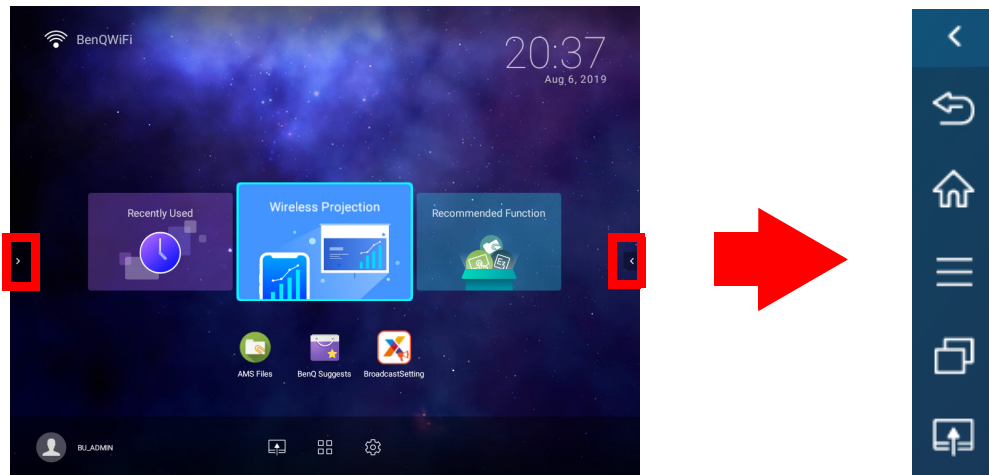 BenQWiFi
20:37
Aug 6, 2019
Recently Used
Wireless Projection
Recommended Function
AMS Files
BenQ Suggests
BroadcastSetting
BU_ADMIN